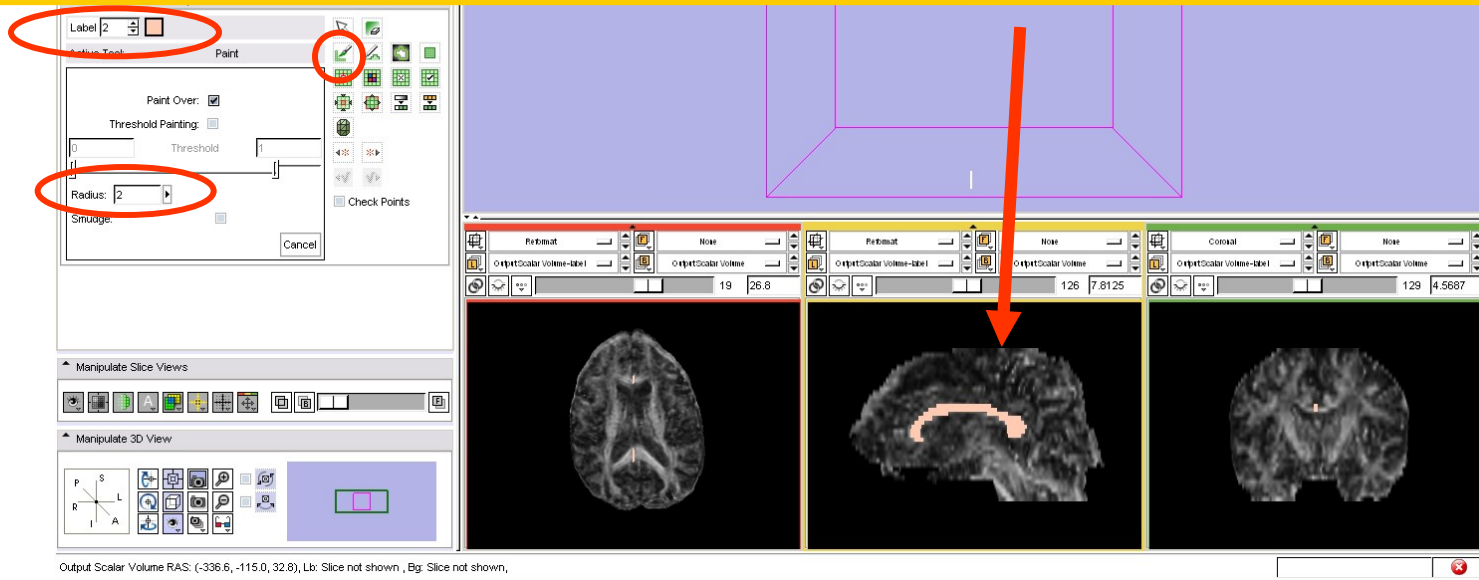 Label 2
Active Tool: Paint
Paint Over:
Threshold Painting:
0 Threshold 1
Radius: 2
Smudge:
Check Points
Cancel
Reformat None
OutputScalar Volume-label OutputScalar Volume
19 26.8
Reformat None
OutputScalar Volume-label OutputScalar Volume
126 7.8125
Coronal None
OutputScalar Volume-label OutputScalar Volume
129 4.5687
Manipulate Slice Views
Manipulate 3D View
P S
R L
I A
Output Scalar Volume RAS: (-336.6, -115.0, 32.8), Lb: Slice not shown , Bg: Slice not shown,